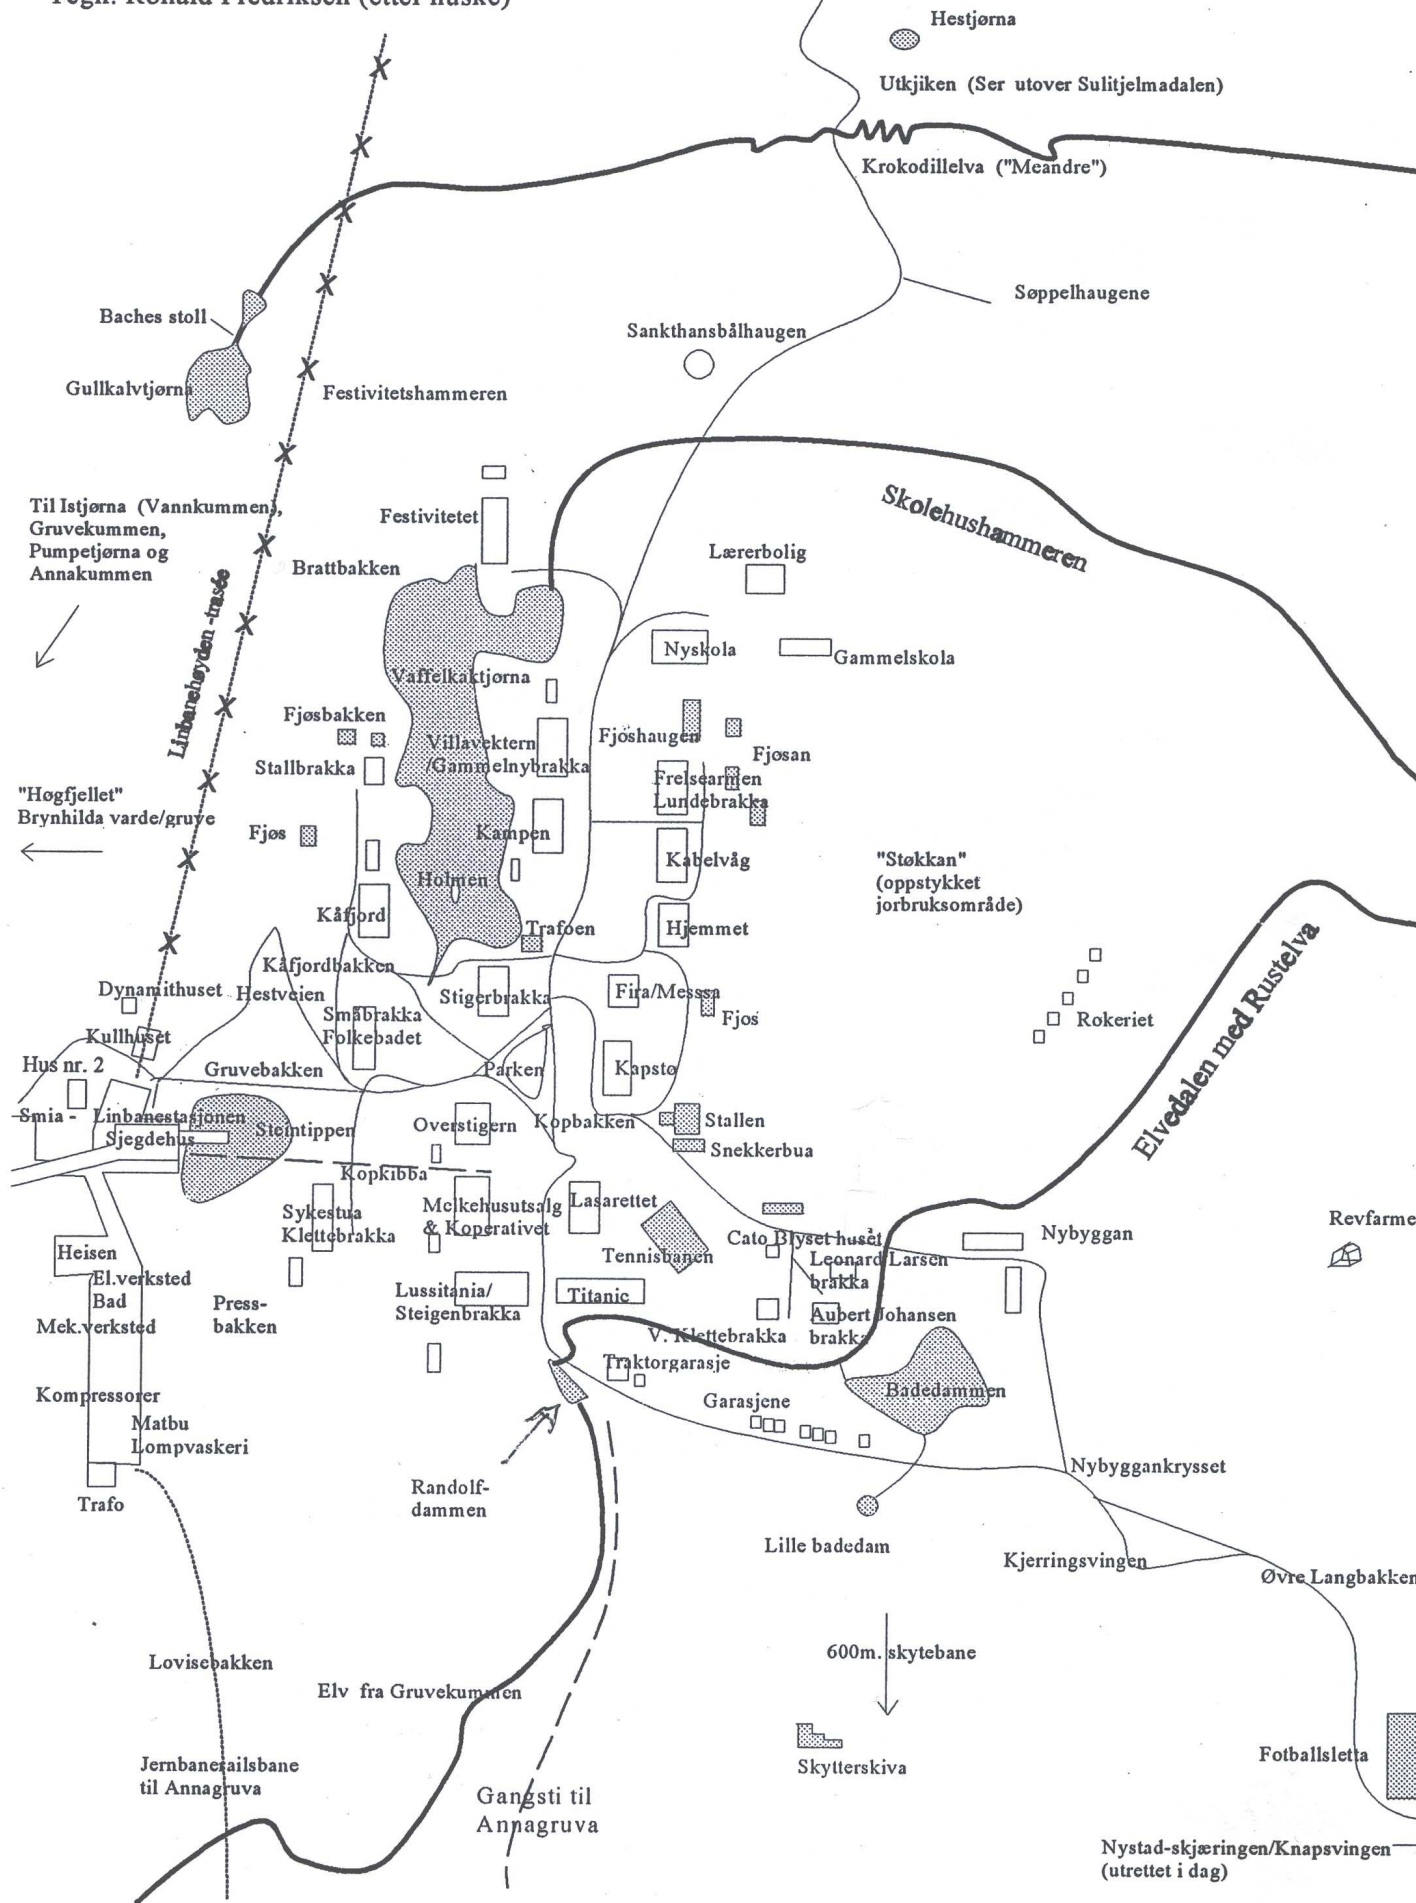 Tegn: Ronald Fredriksen (etter huske)
Hestjørna
Utkjiken (Ser utover Sulitjelmadalen)
Krokodillelva ("Meandre")
Søppelhaugene
Baches stoll
Sankthansbålhaugen
Gullkalvtjørna
Festivitetshammeren
Til Istjørna (Vannkummen),
Gruvekummen,
Pumpetjørna og
Annakummen
Festivitetet
Skolehushammeren
Lærerbolig
Brattbakken
Linbanehøyden -trasée
Nyskola
Gammelskola
Vaffelkaktjørna
Fjøsbakken
Villavektern
/Gammelnybrakka
Fjøshaugen
Fjøsan
Stallbrakka
Frelsearmen
Lundebrakka
"Høgfjellet"
Brynhilda varde/gruve
Fjøs
Kampen
Kabelvåg
"Støkkan"
(oppstykket
jorbruksområde)
Holmen
Kåfjord
Trafoen
Hjemmet
Elvedalen med Rustelva
Kåfjordbakken
Dynamithuset
Hestveien
Stigerbrakka
Fira/Messsa
Fjøs
Rokeriet
Småbrakka
Folkebadet
Kullhuset
Hus nr. 2
Gruvebakken
Parken
Kapstø
Smia -
Linbanestasjonen
Sjegdehus
Steintippen
Overstigern
Kopbakken
Stallen
Snekkerbua
Kopkibba
Sykestua
Klettebrakka
Melkehusutsalg
& Koperativet
Lasarettet
Tennisbanen
Cato Blyset huset
Leonard Larsen
brakka
Nybyggan
Revfarme
Heisen
El.verksted
Bad
Mek.verksted
Press-
bakken
Lussitania/
Steigenbrakka
Titanic
Aubert Johansen
brakka
V. Klettebrakka
Traktorgarasje
Kompressorer
Garasjene
Badedammen
Matbu
Lompvaskeri
Trafo
Randolf-
dammen
Nybyggankrysset
Lille badedam
Kjerringsvingen
Øvre Langbakken
600m. skytebane
Lovisebakken
Elv fra Gruvekummen
Jernbanerailsbane
til Annagruva
Skytterskiva
Fotballsletta
Gangsti til
Annagruva
Nystad-skjæringen/Knapsvingen
(utrettet i dag)